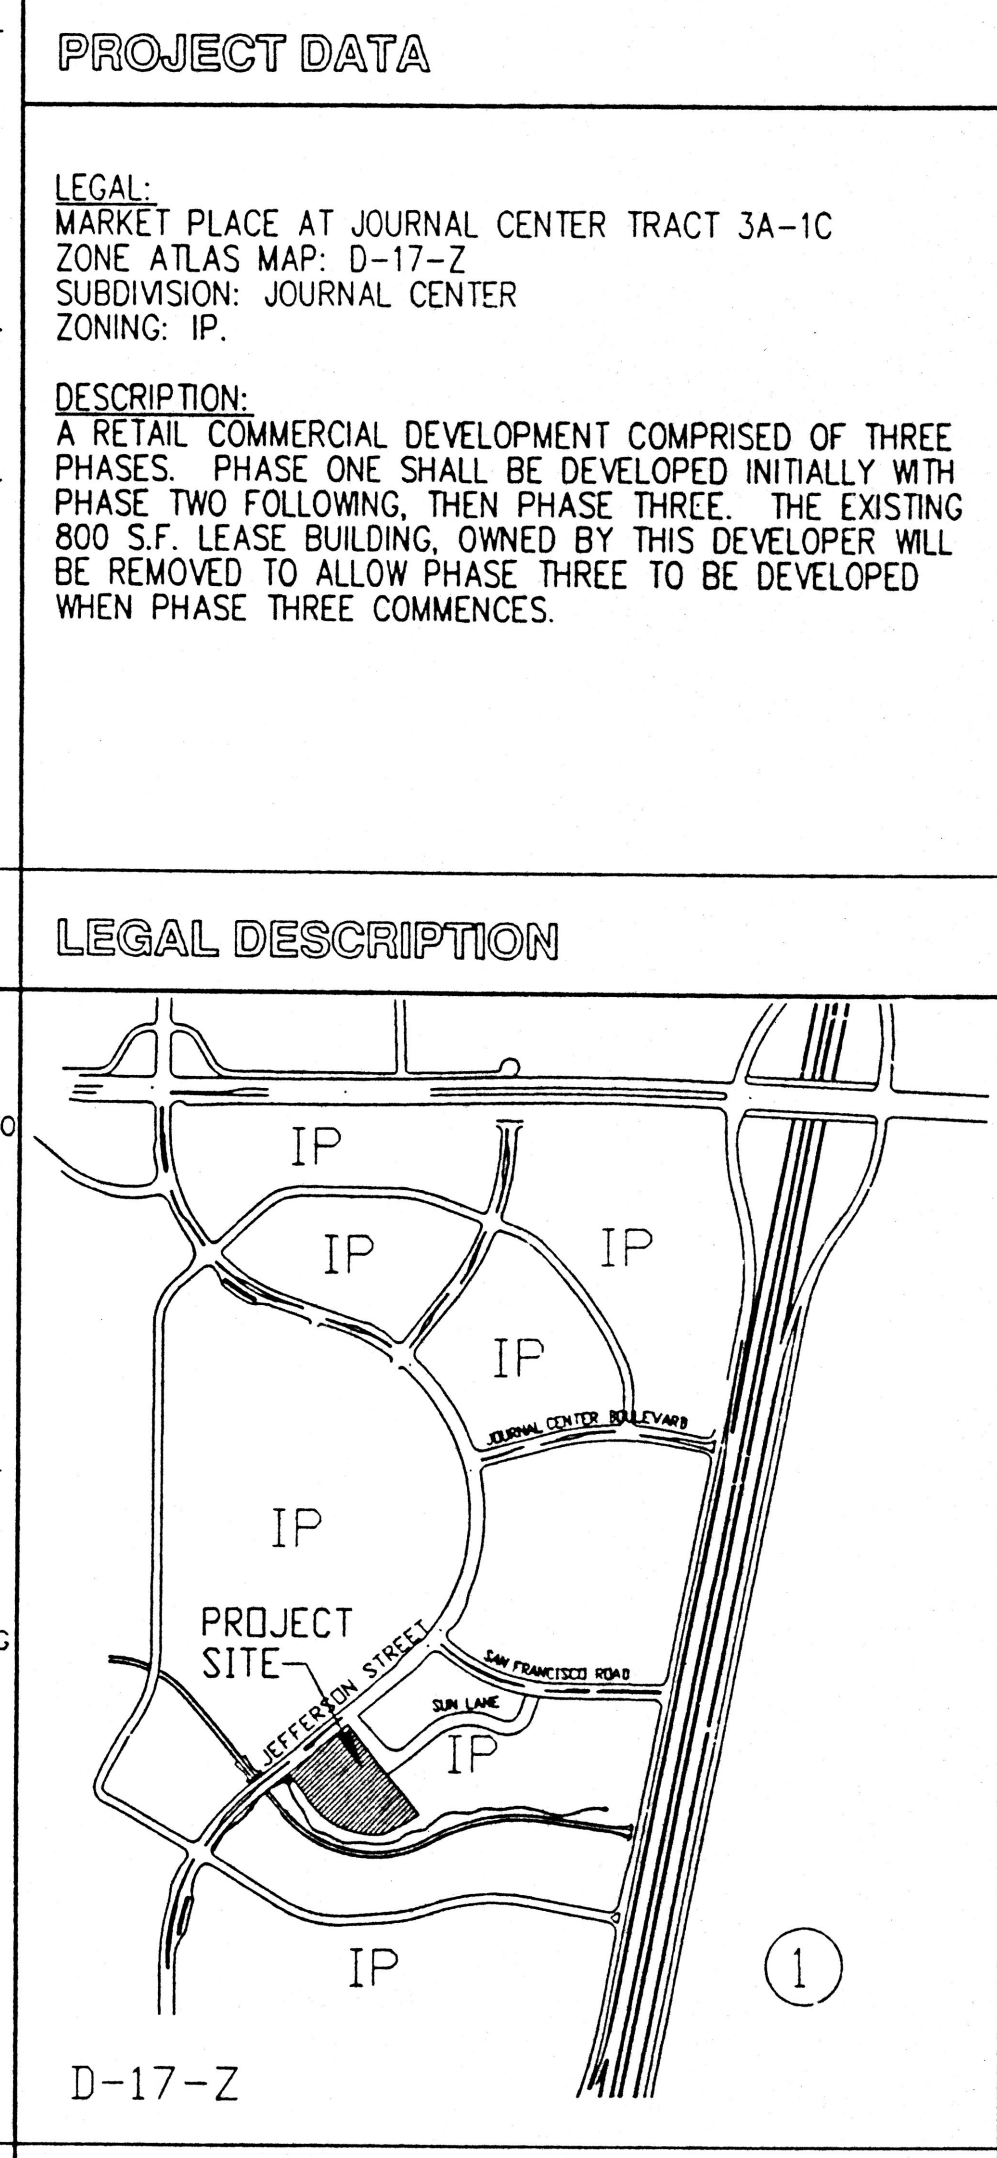 PROJECT DATA
LEGAL:
MARKET PLACE AT JOURNAL CENTER TRACT 3A-1C
ZONE ATLAS MAP: D-17-Z
SUBDIVISION: JOURNAL CENTER
ZONING: IP.
DESCRIPTION:
A RETAIL COMMERCIAL DEVELOPMENT COMPRISED OF THREE
PHASES. PHASE ONE SHALL BE DEVELOPED INITIALLY WITH
PHASE TWO FOLLOWING, THEN PHASE THREE. THE EXISTING
800 S.F. LEASE BUILDING, OWNED BY THIS DEVELOPER WILL
BE REMOVED TO ALLOW PHASE THREE TO BE DEVELOPED
WHEN PHASE THREE COMMENCES.
LEGAL DESCRIPTION
IP
IP
IP
IP
JOURNAL CENTER BOULEVARD
IP
PROJECT
SITE
JEFFERSON STREET
SAN FRANCISCO ROAD
SUN LANE
IP
IP
1
D-17-Z